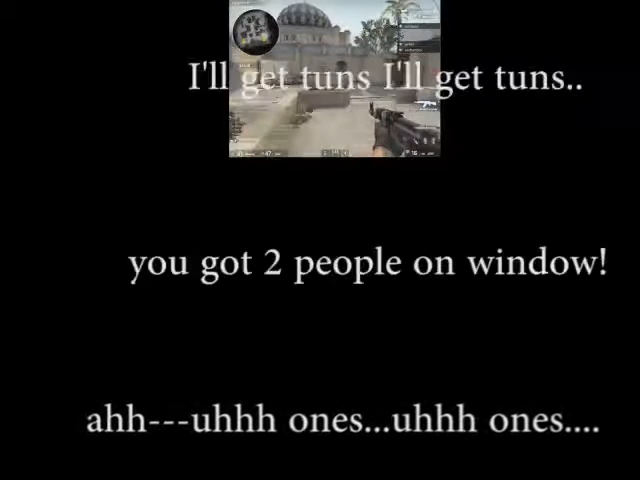 I'll get tuns I'll get tuns..
you got 2 people on window!
ahh---uhhh ones...uhhh ones....